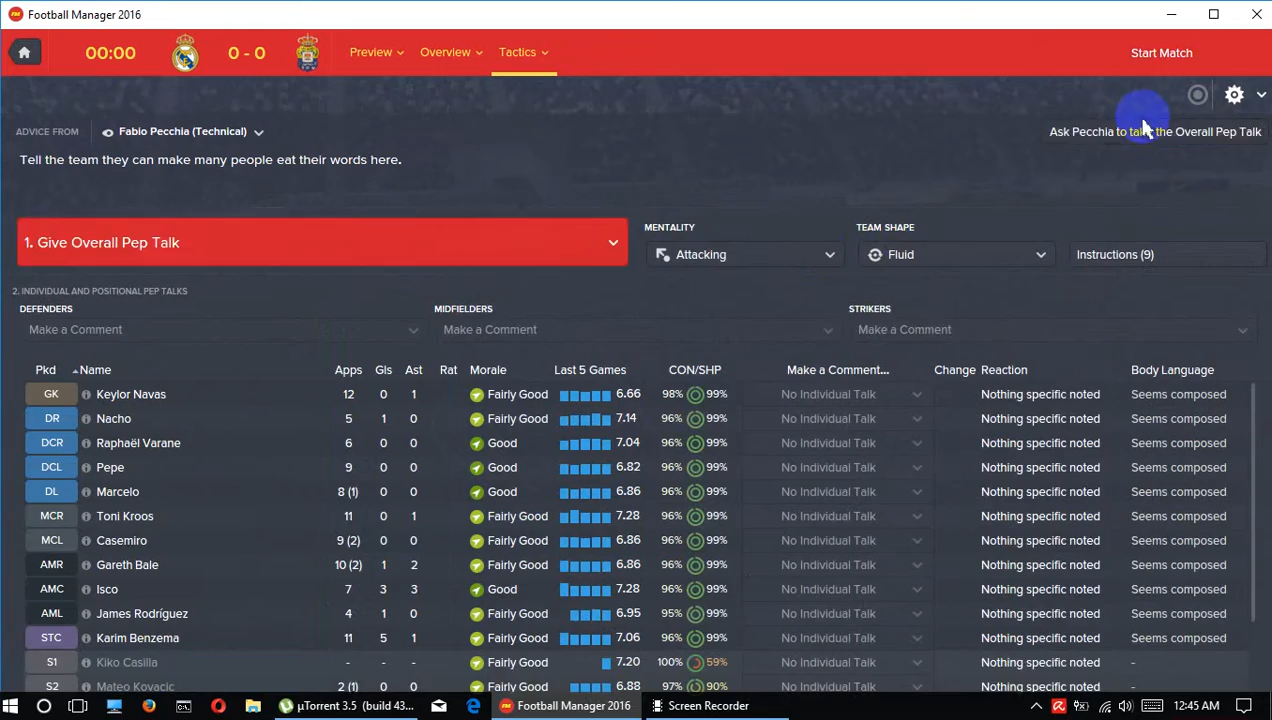 Football Manager 2016
00:00 0 - 0 Preview Overview Tactics Start Match
ADVICE FROM Fabio Pecchia (Technical)
Ask Pecchia to take the Overall Pep Talk
Tell the team they can make many people eat their words here.
1. Give Overall Pep Talk
MENTALITY TEAM SHAPE
Attacking Fluid Instructions (9)
2. INDIVIDUAL AND POSITIONAL PEP TALKS
DEFENDERS MIDFIELDERS STRIKERS
Make a Comment Make a Comment Make a Comment
Pkd Name Apps Gls Ast Rat Morale Last 5 Games CON/SHP Make a Comment... Change Reaction Body Language
GK Keylor Navas 12 0 1 Fairly Good 6.66 98% 99% No Individual Talk Nothing specific noted Seems composed
DR Nacho 5 1 0 Fairly Good 7.14 96% 99% No Individual Talk Nothing specific noted Seems composed
DCR Raphaël Varane 6 0 0 Good 7.04 96% 99% No Individual Talk Nothing specific noted Seems composed
DCL Pepe 9 0 0 Good 6.82 96% 99% No Individual Talk Nothing specific noted Seems composed
DL Marcelo 8 (1) 0 0 Good 6.86 96% 99% No Individual Talk Nothing specific noted Seems composed
MCR Toni Kroos 11 0 1 Fairly Good 7.28 96% 99% No Individual Talk Nothing specific noted Seems composed
MCL Casemiro 9 (2) 0 0 Fairly Good 6.86 96% 99% No Individual Talk Nothing specific noted Seems composed
AMR Gareth Bale 10 (2) 1 2 Fairly Good 6.86 96% 99% No Individual Talk Nothing specific noted Seems composed
AMC Isco 7 3 3 Good 7.28 96% 99% No Individual Talk Nothing specific noted Seems composed
AML James Rodríguez 4 1 0 Fairly Good 6.95 95% 99% No Individual Talk Nothing specific noted Seems composed
STC Karim Benzema 11 5 1 Fairly Good 7.06 96% 99% No Individual Talk Nothing specific noted Seems composed
S1 Kiko Casilla - - - Fairly Good 7.20 100% 59% No Individual Talk Nothing specific noted -
S2 Mateo Kovacic 2 (1) 0 0 Fairly Good 6.88 97% 90% No Individual Talk Nothing specific noted -
µTorrent 3.5 (build 43... Football Manager 2016 Screen Recorder 12:45 AM